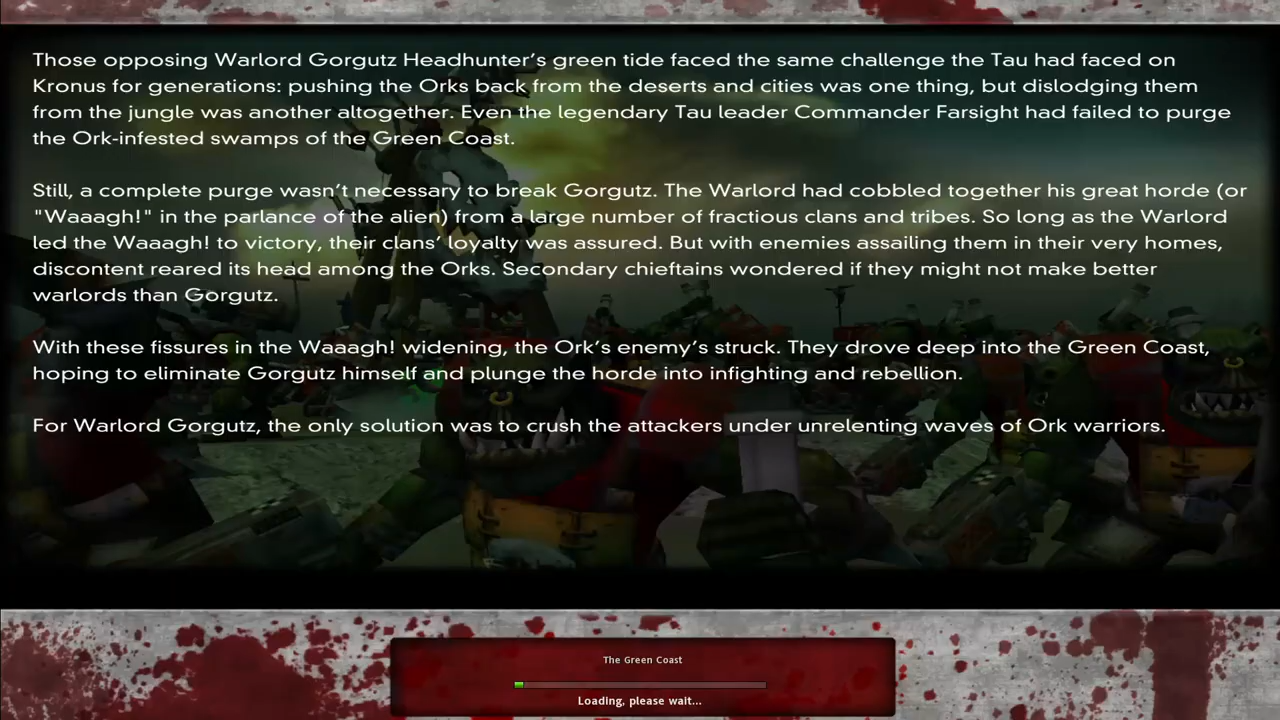 Those opposing Warlord Gorgutz Headhunter's green tide faced the same challenge the Tau had faced on
Kronus for generations: pushing the Orks back from the deserts and cities was one thing, but dislodging them
from the jungle was another altogether. Even the legendary Tau leader Commander Farsight had failed to purge
the Ork-infested swamps of the Green Coast.
Still, a complete purge wasn't necessary to break Gorgutz. The Warlord had cobbled together his great horde (or
"Waaagh!" in the parlance of the alien) from a large number of fractious clans and tribes. So long as the Warlord
led the Waaagh! to victory, their clans' loyalty was assured. But with enemies assailing them in their very homes,
discontent reared its head among the Orks. Secondary chieftains wondered if they might not make better
warlords than Gorgutz.
With these fissures in the Waaagh! widening, the Ork's enemy's struck. They drove deep into the Green Coast,
hoping to eliminate Gorgutz himself and plunge the horde into infighting and rebellion.
For Warlord Gorgutz, the only solution was to crush the attackers under unrelenting waves of Ork warriors.
The Green Coast
Loading, please wait...